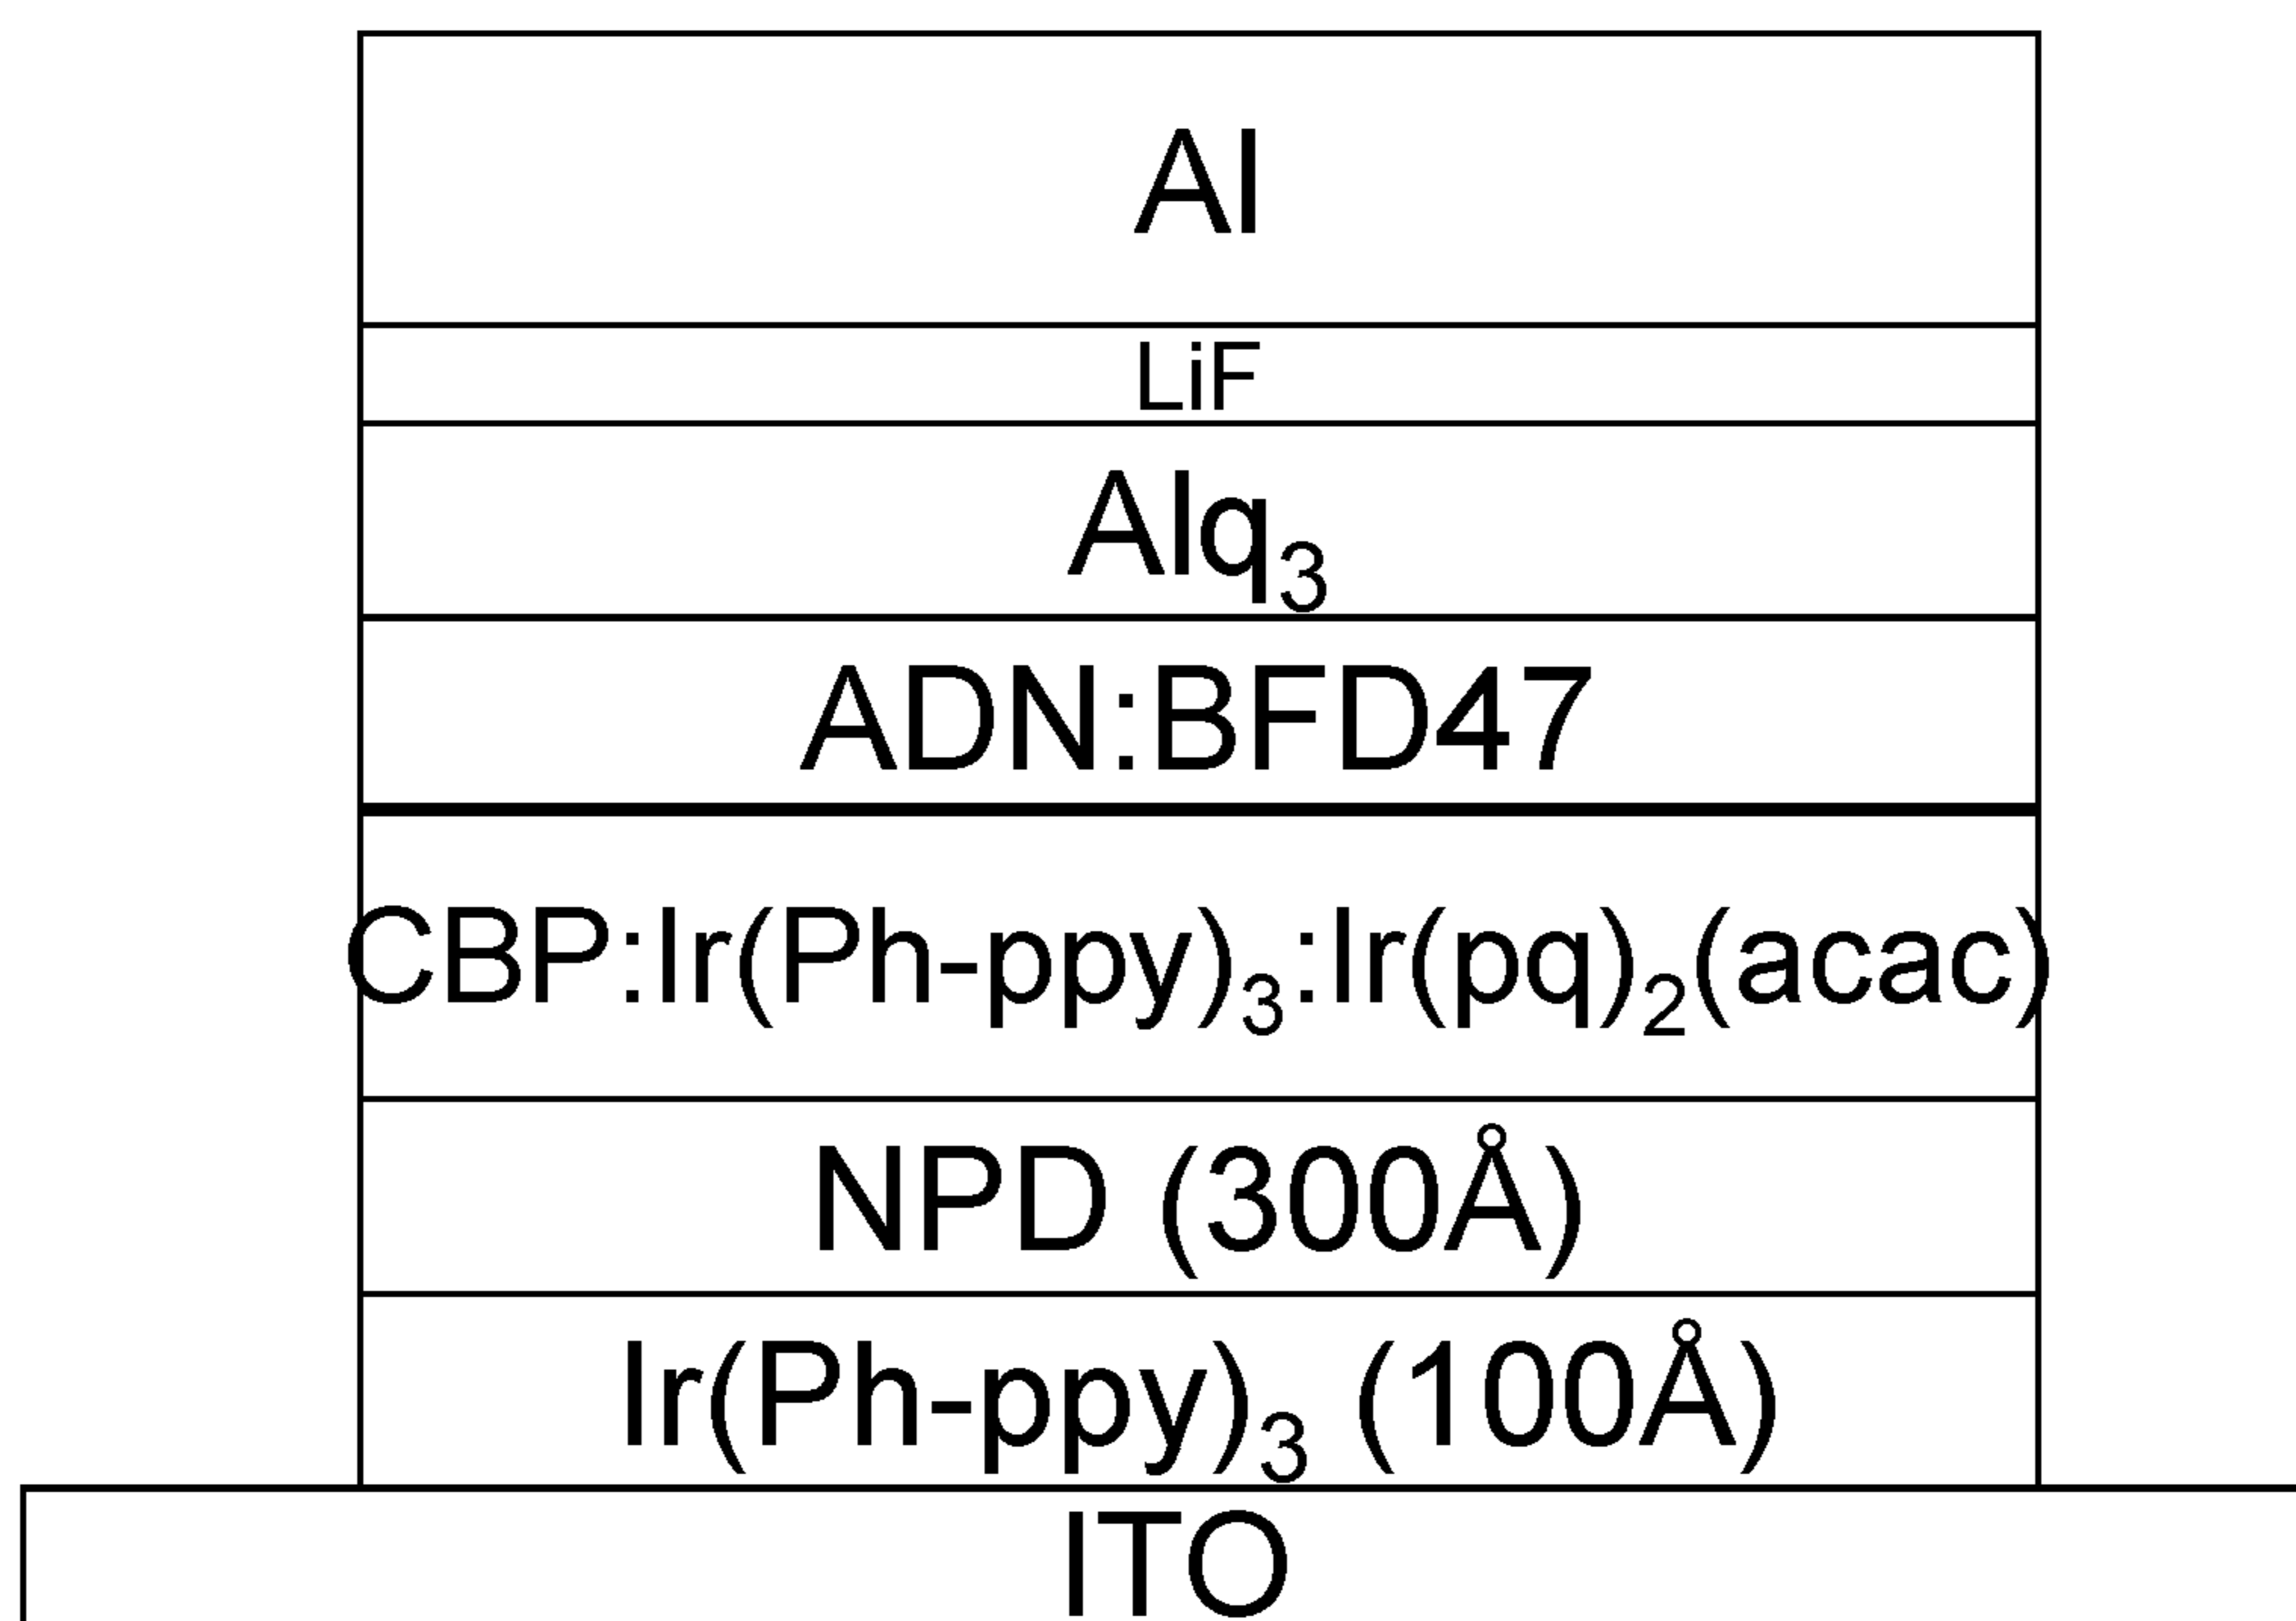 Al
LiF
Alq₃
ADN:BFD47
CBP:Ir(Ph-ppy)₃:Ir(pq)₂(acac)
NPD (300Å)
Ir(Ph-ppy)₃ (100Å)
ITO